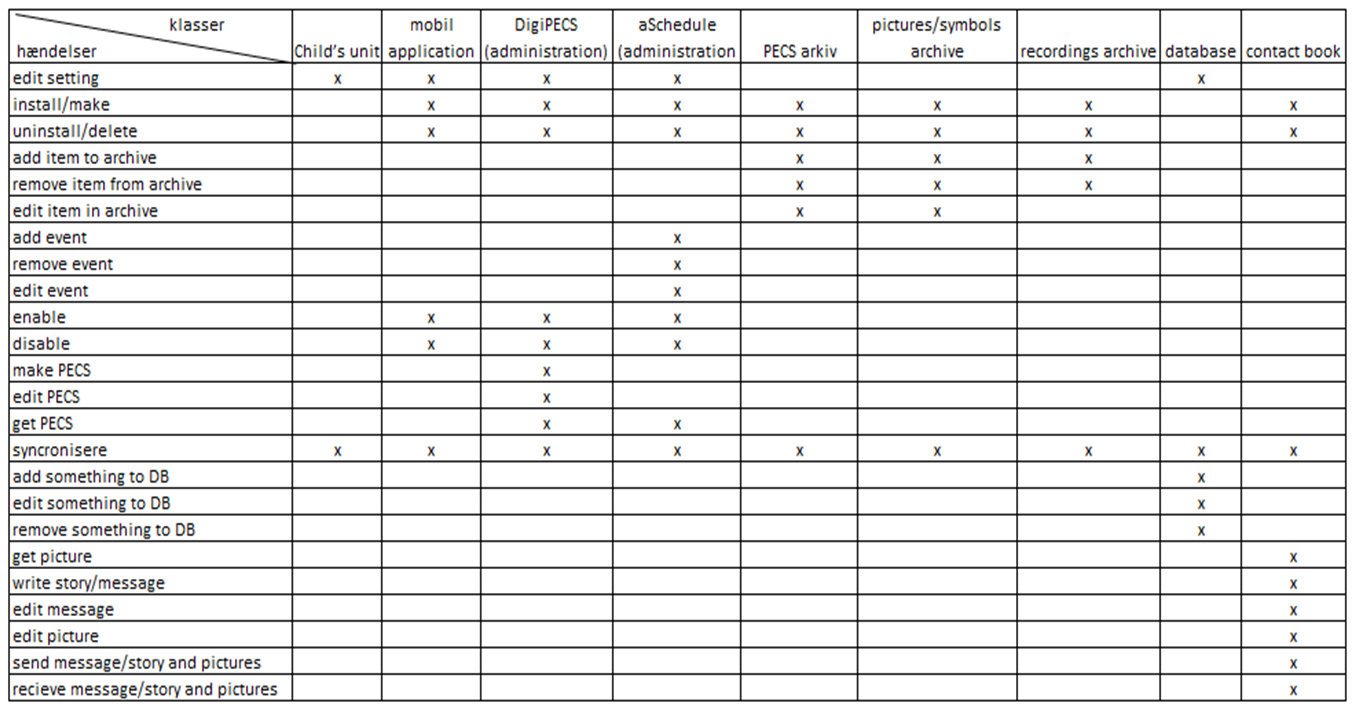 klasser mobil DigiPECS aSchedule pictures/symbols
hændelser Child's unit application (administration) (administration PECS arkiv archive recordings archive database contact book
edit setting x x x x x
install/make x x x x x x x
uninstall/delete x x x x x x x
add item to archive x x x
remove item from archive x x x
edit item in archive x x
add event x
remove event x
edit event x
enable x x x
disable x x x
make PECS x
edit PECS x
get PECS x x
syncronisere x x x x x x x x x
add something to DB x
edit something to DB x
remove something to DB x
get picture x
write story/message x
edit message x
edit picture x
send message/story and pictures x
recieve message/story and pictures x